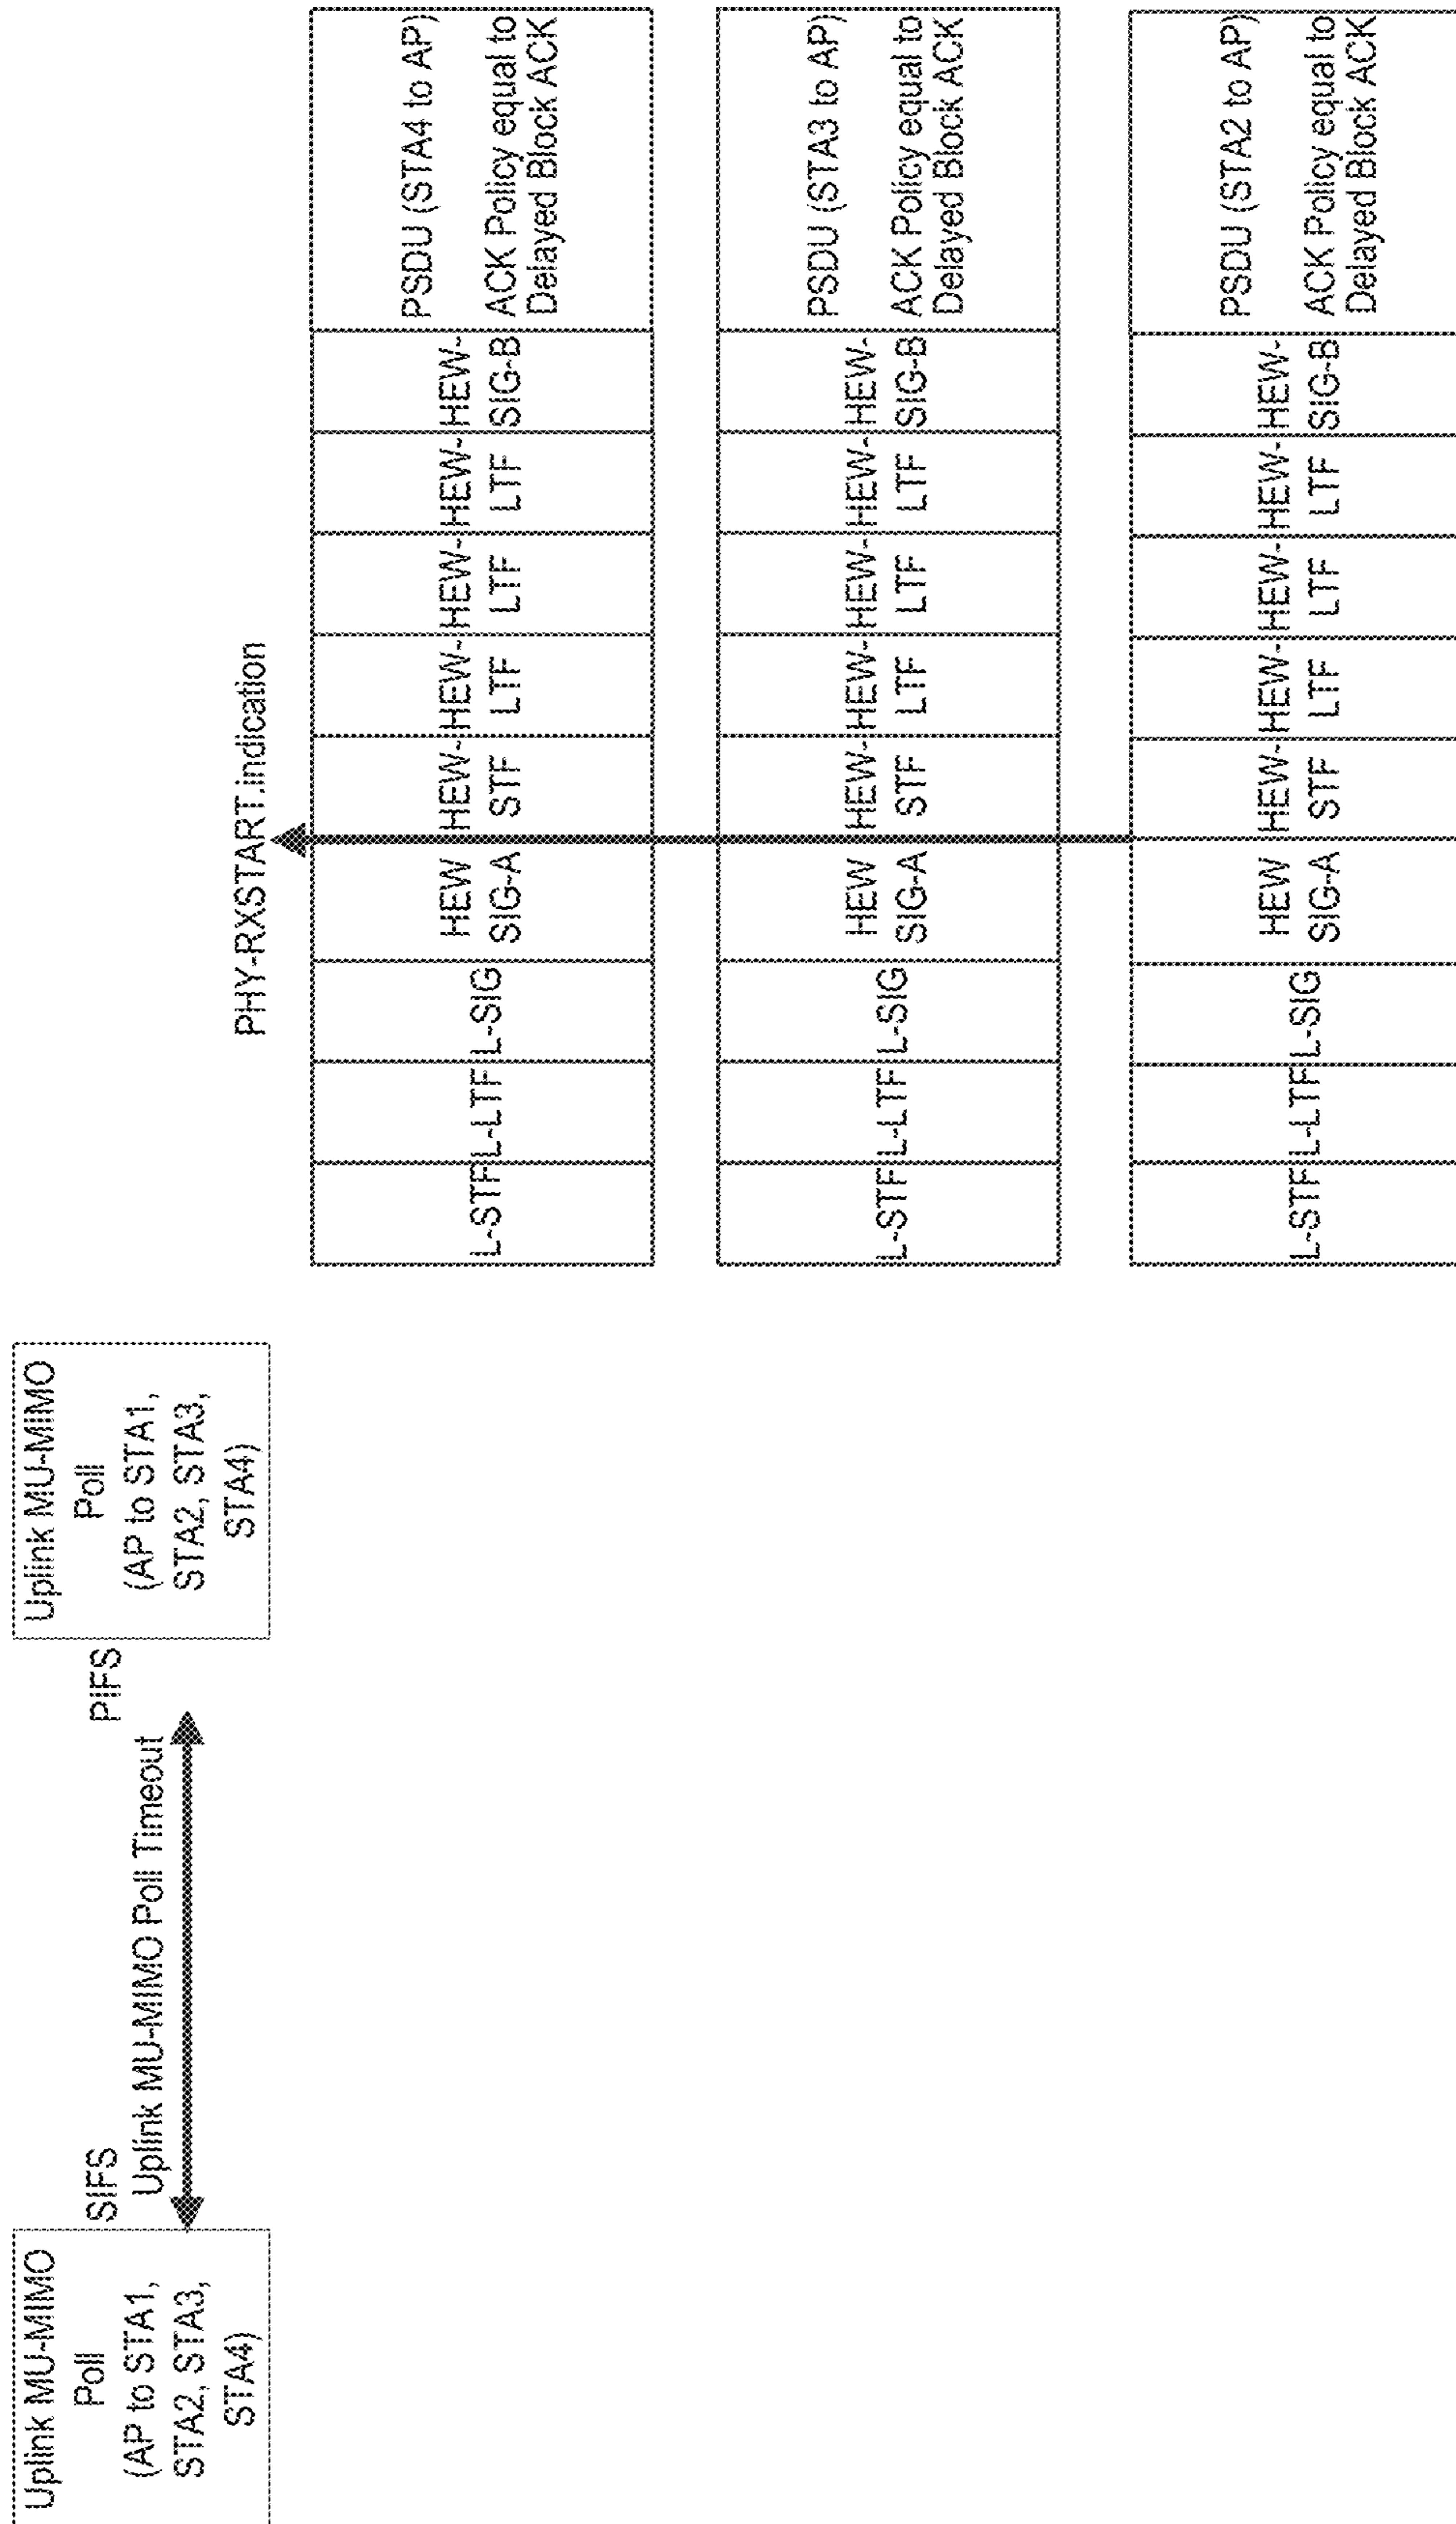 Uplink MU-MIMO
Poll
(AP to STA1,
STA2, STA3,
STA4)
SIFS
Uplink MU-MIMO Poll Timeout
PIFS
Uplink MU-MIMO
Poll
(AP to STA1,
STA2, STA3,
STA4)
PHY-RXSTART.indication
L-STF
L-LTF
L-SIG
HEW
SIG-A
HEW-
STF
HEW-
LTF
HEW-
LTF
HEW-
LTF
HEW-
SIG-B
PSDU (STA4 to AP)
ACK Policy equal to
Delayed Block ACK
L-STF
L-LTF
L-SIG
HEW
SIG-A
HEW-
STF
HEW-
LTF
HEW-
LTF
HEW-
LTF
HEW-
SIG-B
PSDU (STA3 to AP)
ACK Policy equal to
Delayed Block ACK
L-STF
L-LTF
L-SIG
HEW
SIG-A
HEW-
STF
HEW-
LTF
HEW-
LTF
HEW-
LTF
HEW-
SIG-B
PSDU (STA2 to AP)
ACK Policy equal to
Delayed Block ACK